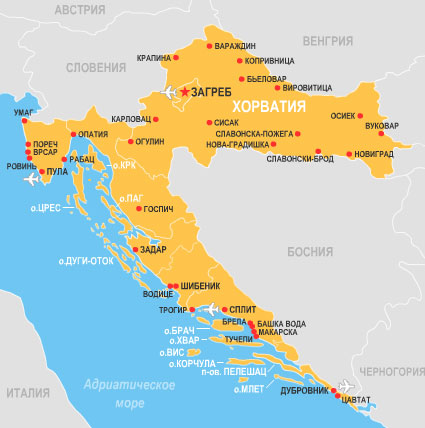 АВСТРИЯ
ВЕНГРИЯ
СЛОВЕНИЯ
ВАРАЖДИН
КРАПИНА
КОПРИВНИЦА
БЬЕЛОВАР
ВИРОВИТИЦА
ЗАГРЕБ
ХОРВАТИЯ
УМАГ
КАРЛОВАЦ
СИСАК
ОСИЕК
ВУКОВАР
ОПАТИЯ
ОГУЛИН
СЛАВОНСКА-ПОЖЕГА
НОВА-ГРАДИШКА
ПОРЕЧ
ВРСАР
РОВИНЬ
РАБАЦ
СЛАВОНСКИ-БРОД
НОВИГРАД
ПУЛА
о.КРК
о.ЦРЕС
о.ПАГ
ГОСПИЧ
ЗАДАР
БОСНИЯ
о.ДУГИ-ОТОК
ШИБЕНИК
ВОДИЦЕ
ТРОГИР
СПЛИТ
БРЕЛА
БАШКА ВОДА
МАКАРСКА
о.БРАЧ
ТУЧЕПИ
о.ХВАР
о.ВИС
о.КОРЧУЛА
п-ов. ПЕЛЕШАЦ
ЧЕРНОГОРИЯ
о.МЛЕТ
ДУБРОВНИК
ЦАВТАТ
ИТАЛИЯ
Адриатическое
море